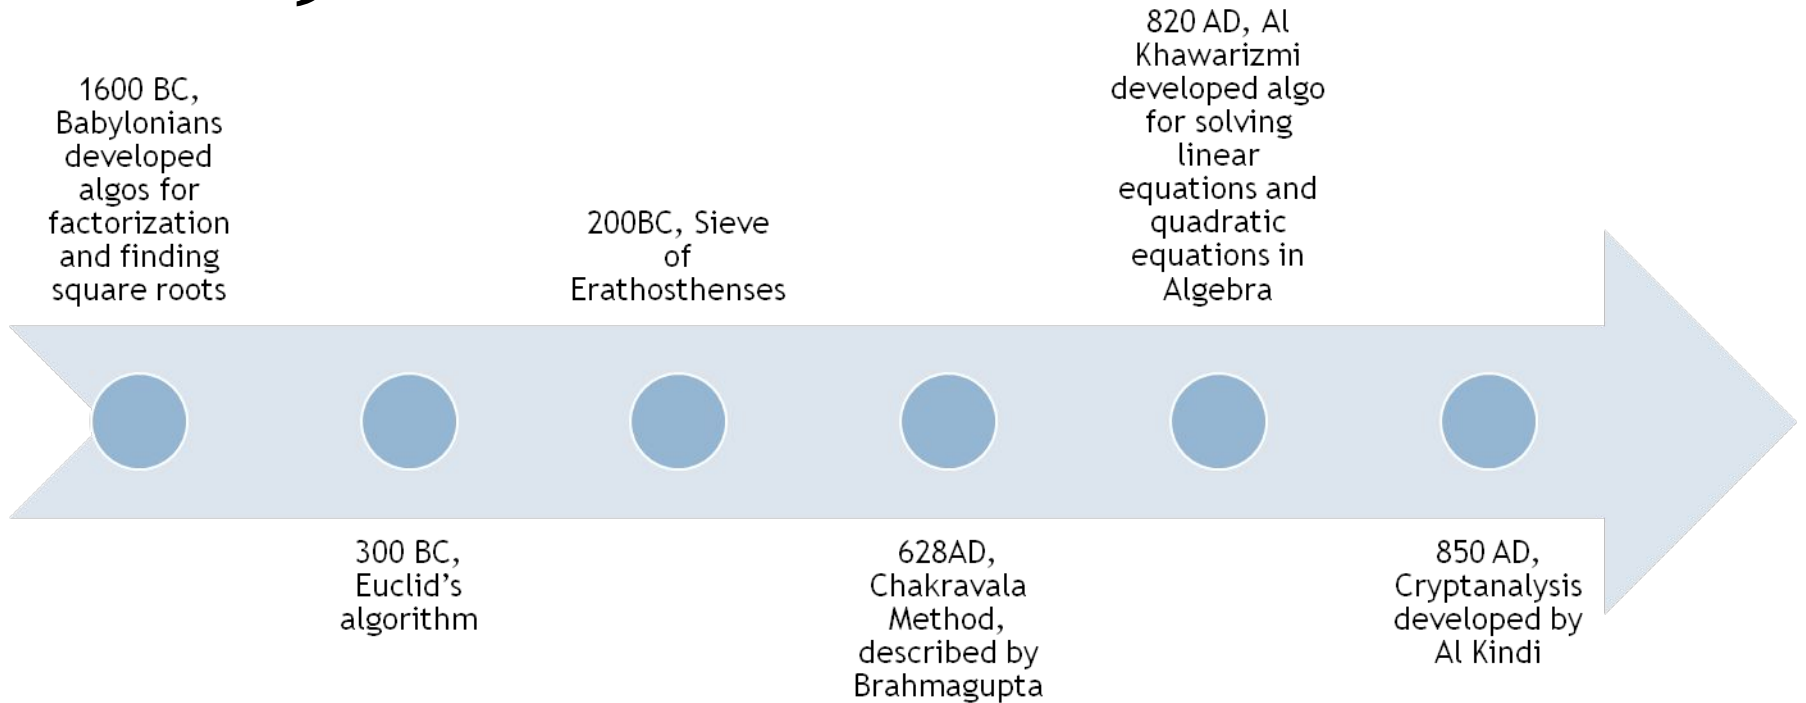 1600 BC,
Babylonians
developed
algos for
factorization
and finding
square roots
300 BC,
Euclid’s
algorithm
200BC, Sieve
of
Erathosthenses
628AD,
Chakravala
Method,
described by
Brahmagupta
820 AD, Al
Khawarizmi
developed algo
for solving
linear
equations and
quadratic
equations in
Algebra
850 AD,
Cryptanalysis
developed by
Al Kindi